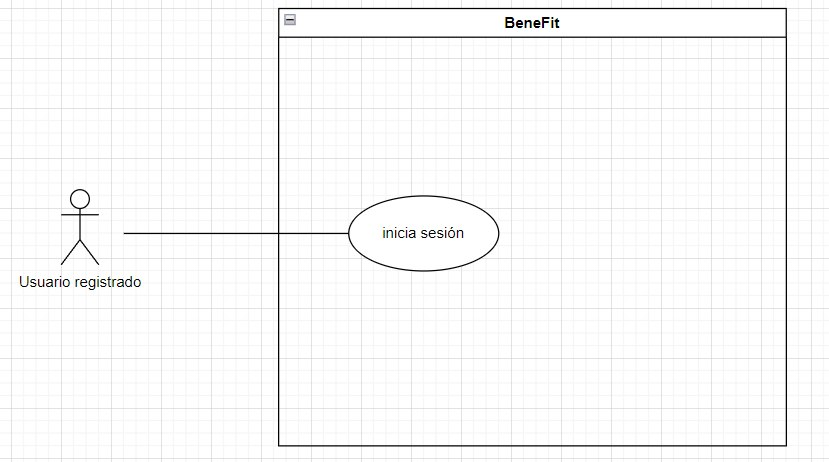 BeneFit
inicia sesión
Usuario registrado